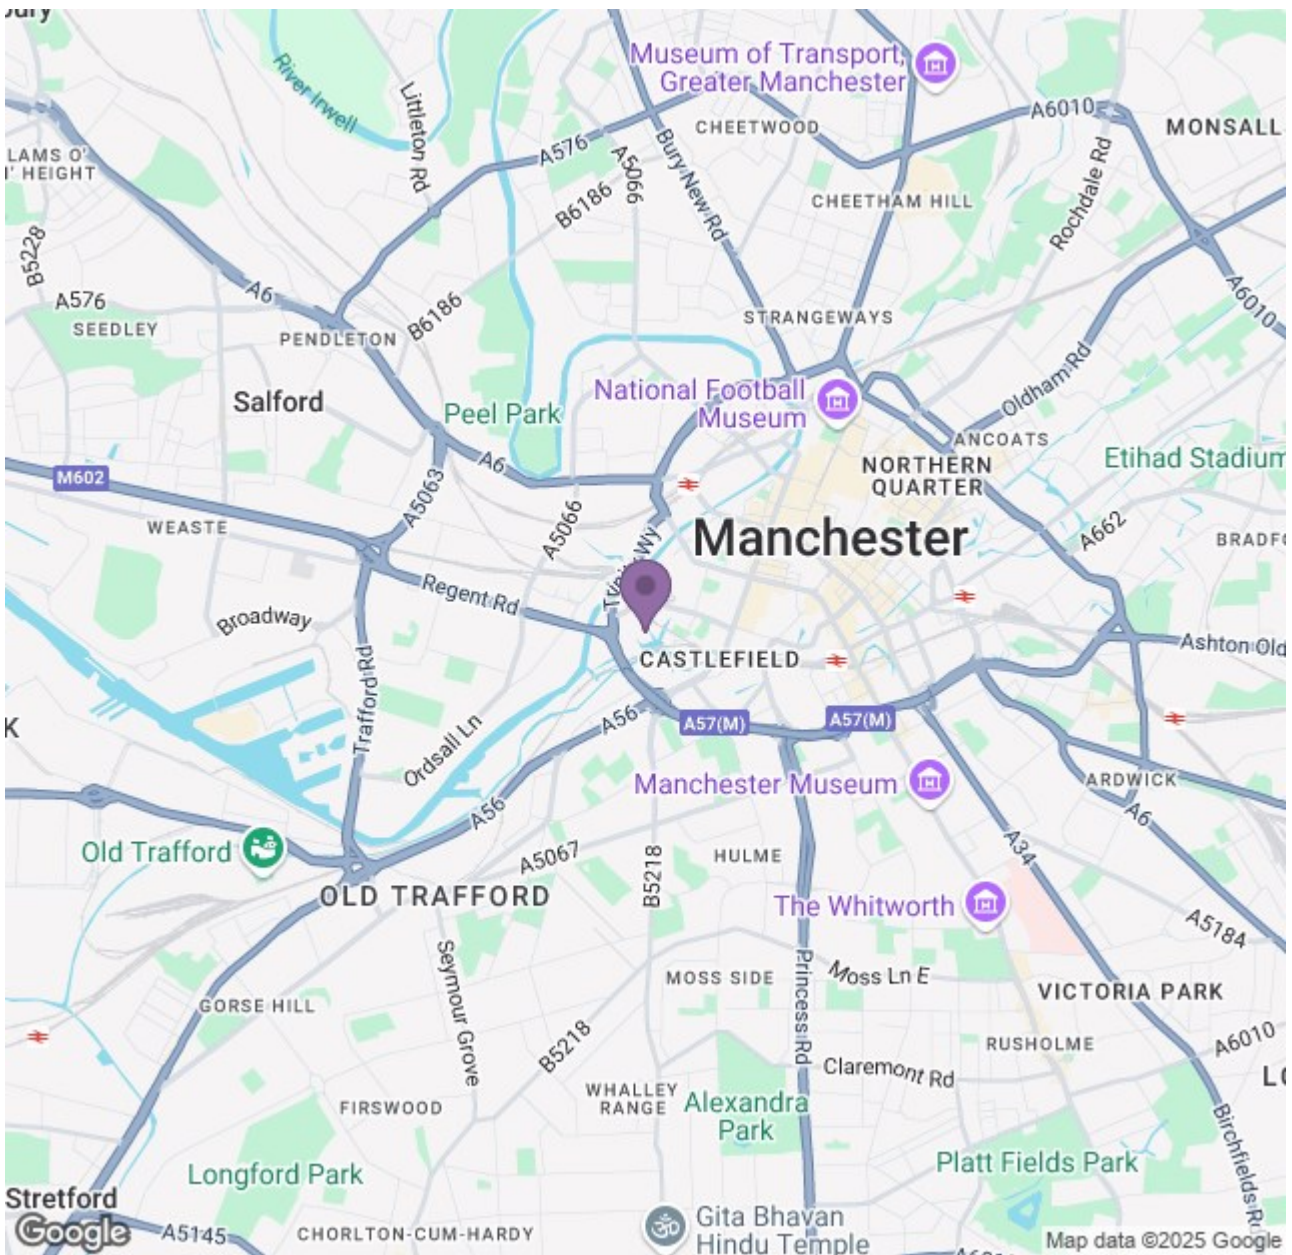 River Irwell
Littleton Rd
Museum of Transport,
Greater Manchester
CHEETWOOD
A6010
MONSALL
A576
A5066
Bury New Rd
LAMS O'
HEIGHT
B6186
CHEETHAM HILL
Rochdale Rd
B5228
A6
A576
SEEDLEY
PENDLETON
B6186
STRANGEWAYS
A6010
Salford
Peel Park
National Football
Museum
Oldham Rd
ANCOATS
NORTHERN
QUARTER
Etihad Stadium
M602
A6
A5063
WEASTE
A5066
Manchester
A662
BRADFO
Regent Rd
Broadway
CASTLEFIELD
Ashton Old
Trafford Rd
Ordsall Ln
A56
A57(M)
A57(M)
K
Manchester Museum
ARDWICK
A56
A6
Old Trafford
A5067
B5218
HULME
A34
OLD TRAFFORD
The Whitworth
A5184
Seymour Grove
MOSS SIDE
Princess Rd
Moss Ln E
VICTORIA PARK
GORSE HILL
B5218
RUSHOLME
A6010
Claremont Rd
FIRSWOOD
WHALLEY
RANGE
Alexandra
Park
Birchfields Rd
Longford Park
Platt Fields Park
Stretford
Google
A5145
CHORLTON-CUM-HARDY
Gita Bhavan
Hindu Temple
Map data ©2025 Google